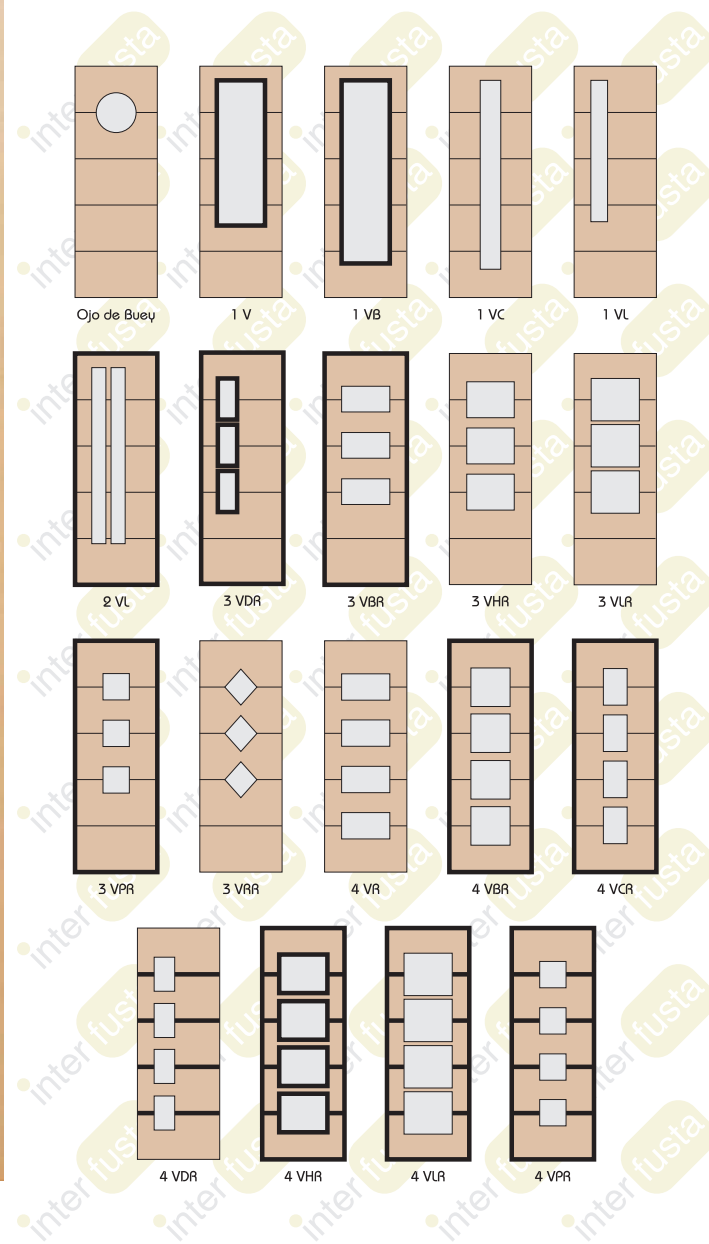 Ojo de Buey
1 V
1 VB
1 VC
1 VL
2 VL
3 VDR
3 VBR
3 VHR
3 VLR
3 VPR
3 VRR
4 VR
4 VBR
4 VCR
4 VDR
4 VHR
4 VLR
4 VPR
inter fusta